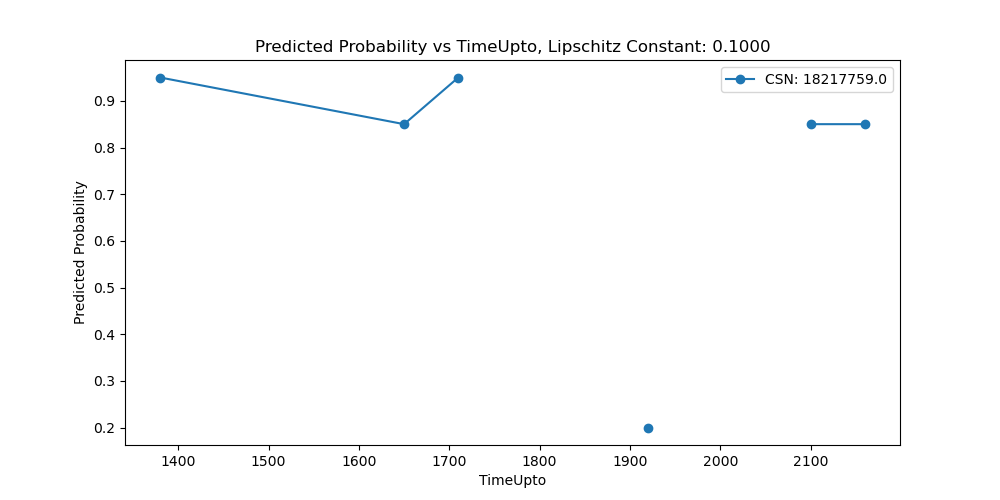 Predicted Probability vs TimeUpto, Lipschitz Constant: 0.1000
CSN: 18217759.0
Predicted Probability
0.9
0.8
0.7
0.6
0.5
0.4
0.3
0.2
1400 1500 1600 1700 1800 1900 2000 2100
TimeUpto